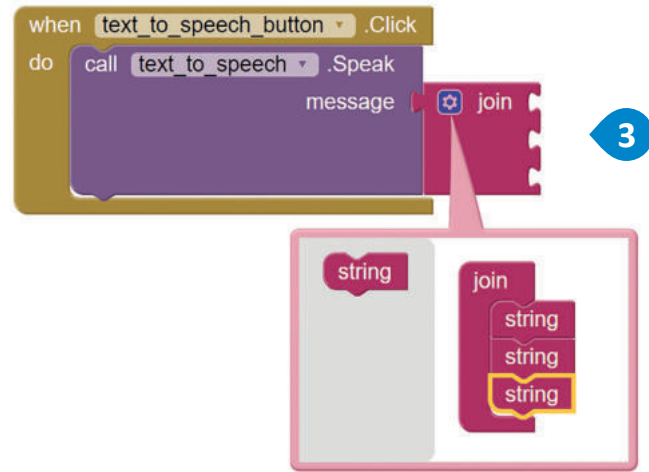 when text_to_speech_button .Click
do call text_to_speech .Speak
message join
3
string
join
string
string
string